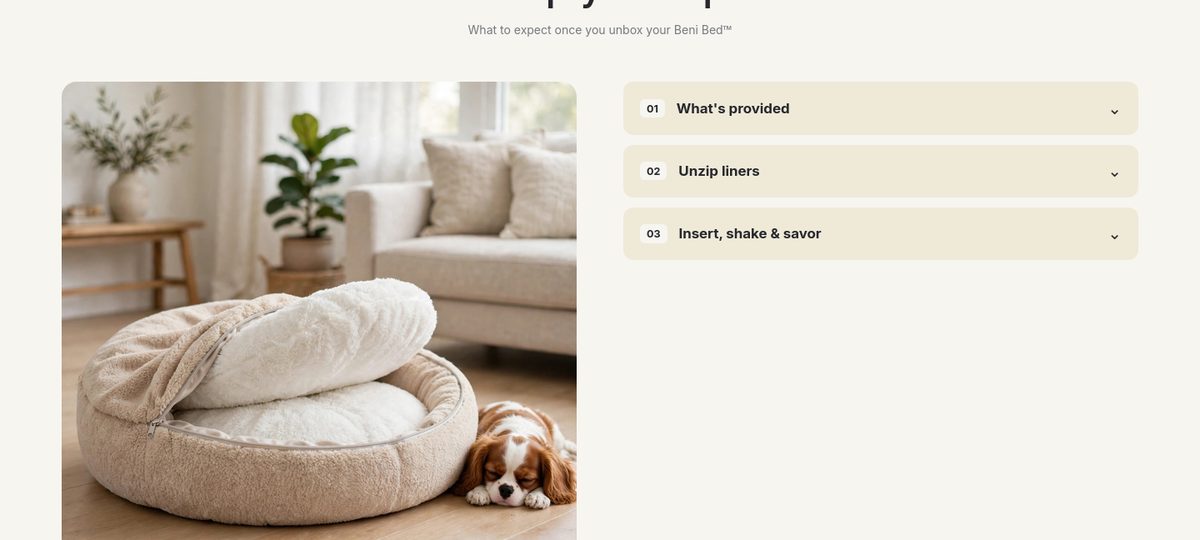 What to expect once you unbox your Beni Bed™
01 What's provided
02 Unzip liners
03 Insert, shake & savor